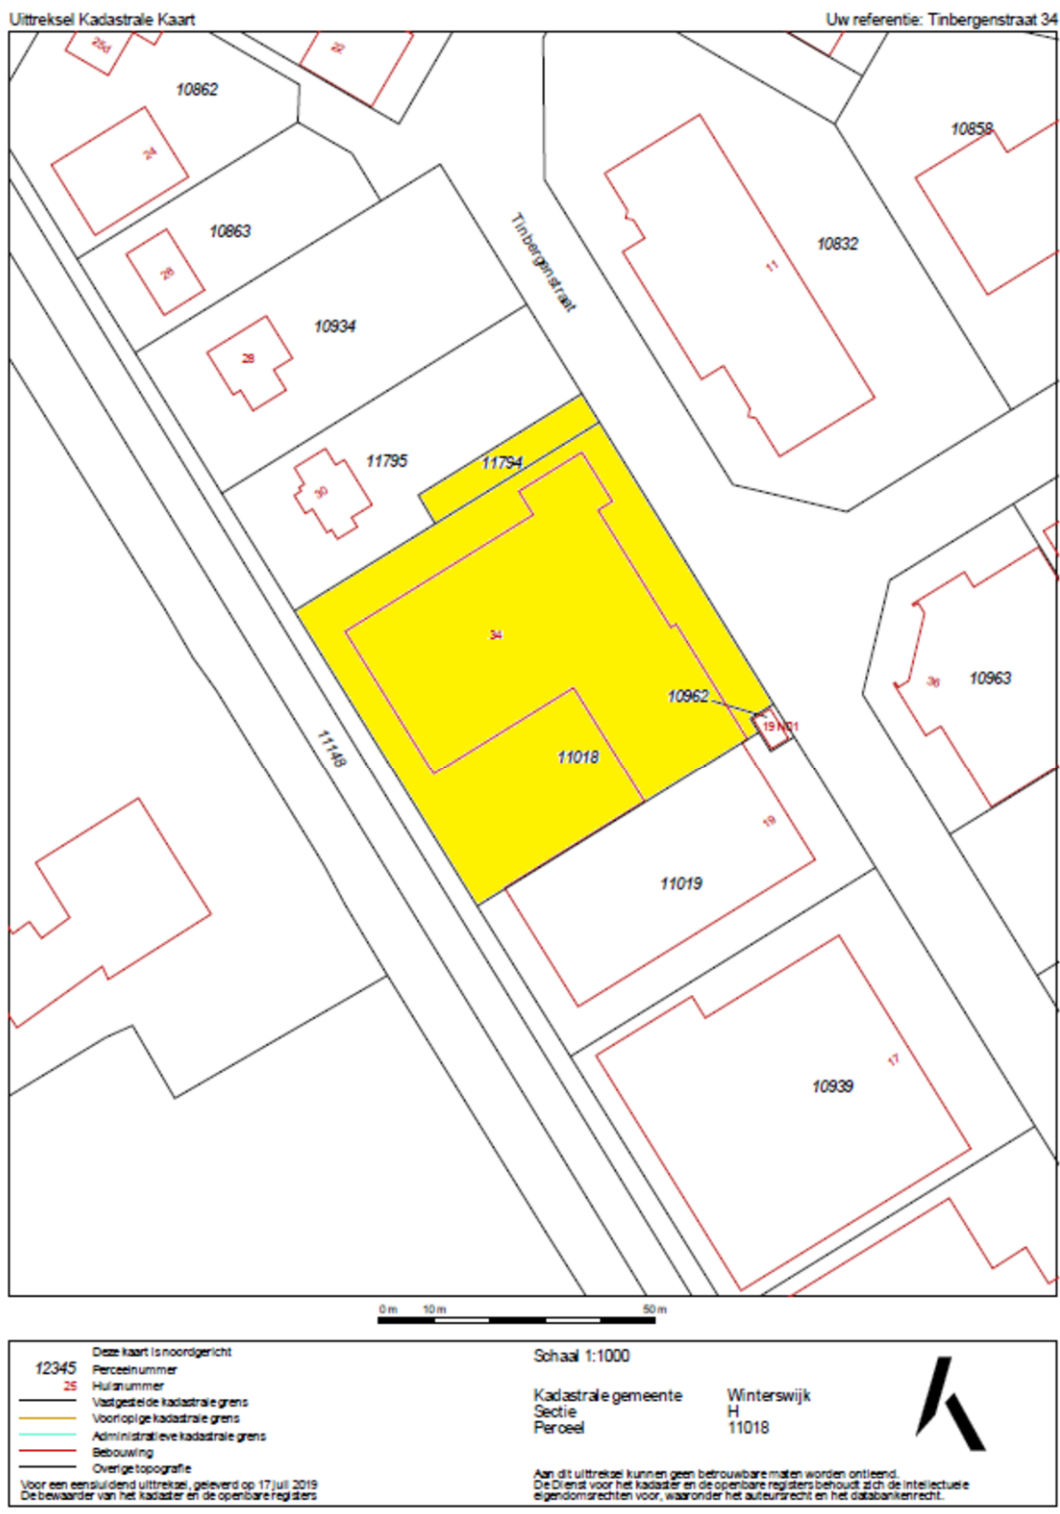 Uittreksel Kadastrale Kaart
Uw referentie: Tinbergenstraat 34
25d
22
10862
24
10858
10863
26
Tinbergenstraat
10832
11
10934
28
11795
11794
30
34
10962
19 N01
36
10963
11148
11018
19
11019
17
10939
0 m 10 m 50 m
Deze kaart is noordgericht
12345 Perceelnummer
25 Huisnummer
Vastgestelde kadastrale grens
Voorlopige kadastrale grens
Administratieve kadastrale grens
Bebouwing
Overige topografie
Voor een eensluidend uittreksel, geleverd op 17 juli 2019
De bewaarder van het kadaster en de openbare registers
Schaal 1:1000
Kadastrale gemeente Winterswijk
Sectie H
Perceel 11018
Aan dit uittreksel kunnen geen betrouwbare maten worden ontleend.
De Dienst voor het kadaster en de openbare registers behoudt zich de intellectuele
eigendomsrechten voor, waaronder het auteursrecht en het databankenrecht.